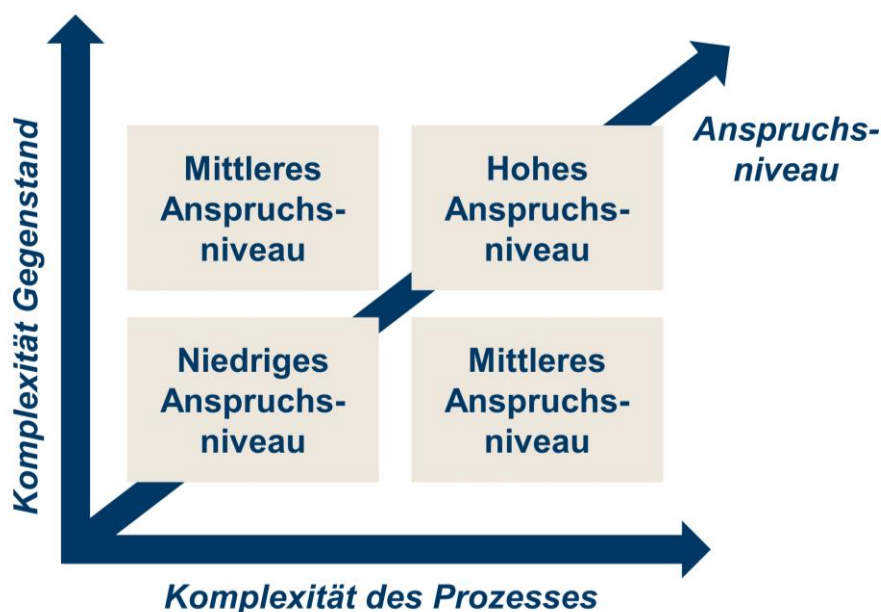 Komplexität Gegenstand
Mittleres
Anspruchs-
niveau
Hohes
Anspruchs-
niveau
Anspruchs-
niveau
Niedriges
Anspruchs-
niveau
Mittleres
Anspruchs-
niveau
Komplexität des Prozesses